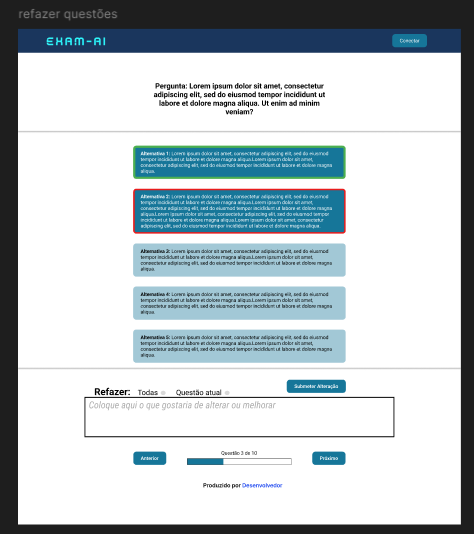 refazer questões
EXAM-AI
Conectar
Pergunta: Lorem ipsum dolor sit amet, consectetur
adipiscing elit, sed do eiusmod tempor incididunt ut
labore et dolore magna aliqua. Ut enim ad minim
veniam?
Alternativa 1: Lorem ipsum dolor sit amet, consectetur adipiscing elit, sed do eiusmod
tempor incididunt ut labore et dolore magna aliqua.Lorem ipsum dolor sit amet,
consectetur adipiscing elit, sed do eiusmod tempor incididunt ut labore et dolore magna
aliqua.
Alternativa 2: Lorem ipsum dolor sit amet, consectetur adipiscing elit, sed do eiusmod
tempor incididunt ut labore et dolore magna aliqua.Lorem ipsum dolor sit amet,
consectetur adipiscing elit, sed do eiusmod tempor incididunt ut labore et dolore magna
aliqua.Lorem ipsum dolor sit amet, consectetur adipiscing elit, sed do eiusmod tempor
incididunt ut labore et dolore magna aliqua.Lorem ipsum dolor sit amet, consectetur
adipiscing elit, sed do eiusmod tempor incididunt ut labore et dolore magna aliqua.
Alternativa 3: Lorem ipsum dolor sit amet, consectetur adipiscing elit, sed do eiusmod
tempor incididunt ut labore et dolore magna aliqua.Lorem ipsum dolor sit amet,
consectetur adipiscing elit, sed do eiusmod tempor incididunt ut labore et dolore magna
aliqua.
Alternativa 4: Lorem ipsum dolor sit amet, consectetur adipiscing elit, sed do eiusmod
tempor incididunt ut labore et dolore magna aliqua.Lorem ipsum dolor sit amet,
consectetur adipiscing elit, sed do eiusmod tempor incididunt ut labore et dolore magna
aliqua.
Alternativa 5: Lorem ipsum dolor sit amet, consectetur adipiscing elit, sed do eiusmod
tempor incididunt ut labore et dolore magna aliqua.Lorem ipsum dolor sit amet,
consectetur adipiscing elit, sed do eiusmod tempor incididunt ut labore et dolore magna
aliqua.
Submeter Alteração
Refazer: Todas Questão atual
Coloque aqui o que gostaria de alterar ou melhorar
Anterior
Questão 3 de 10
Próximo
Produzido por Desenvolvedor